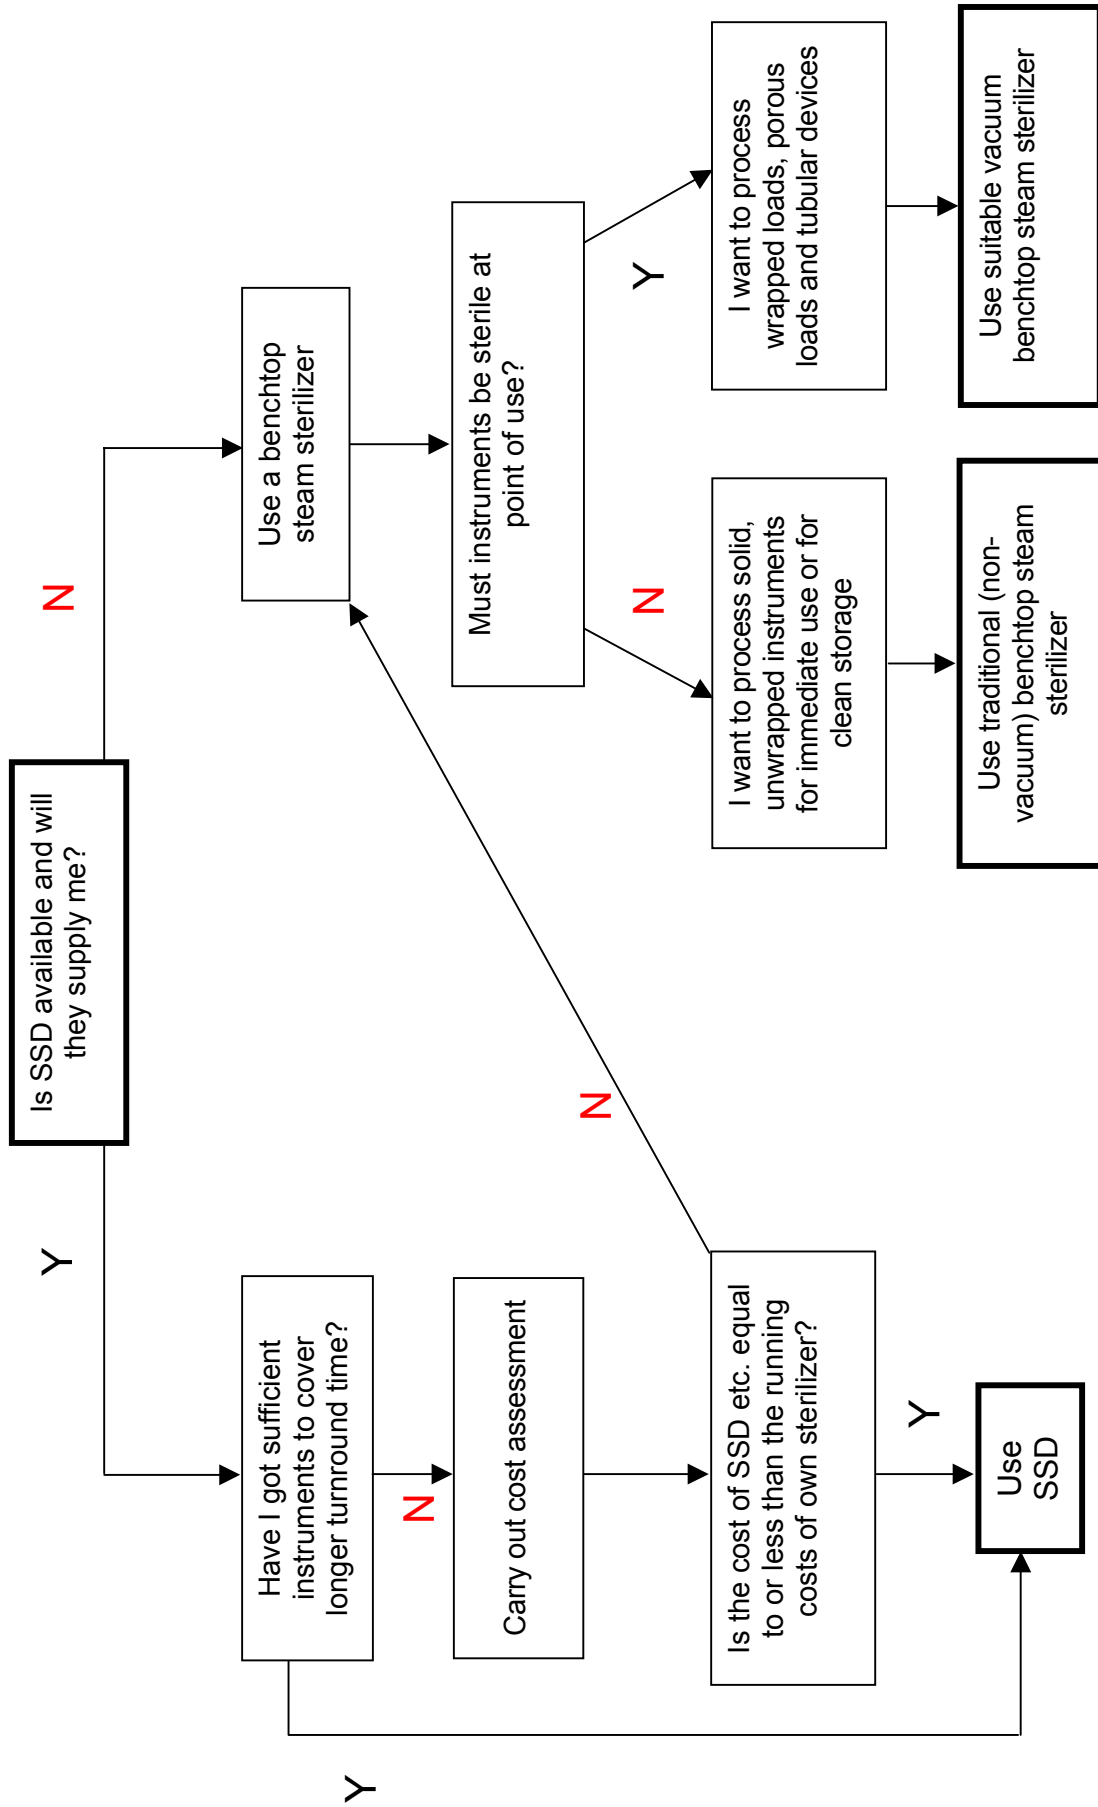 Is SSD available and will
they supply me?
Y
N
Have I got sufficient
instruments to cover
longer turnround time?
Use a benchtop
steam sterilizer
Y
N
Carry out cost assessment
Must instruments be sterile at
point of use?
N
N
Y
Is the cost of SSD etc. equal
to or less than the running
costs of own sterilizer?
I want to process solid,
unwrapped instruments
for immediate use or for
clean storage
I want to process
wrapped loads, porous
loads and tubular devices
Y
Use
SSD
Use traditional (non-
vacuum) benchtop steam
sterilizer
Use suitable vacuum
benchtop steam sterilizer